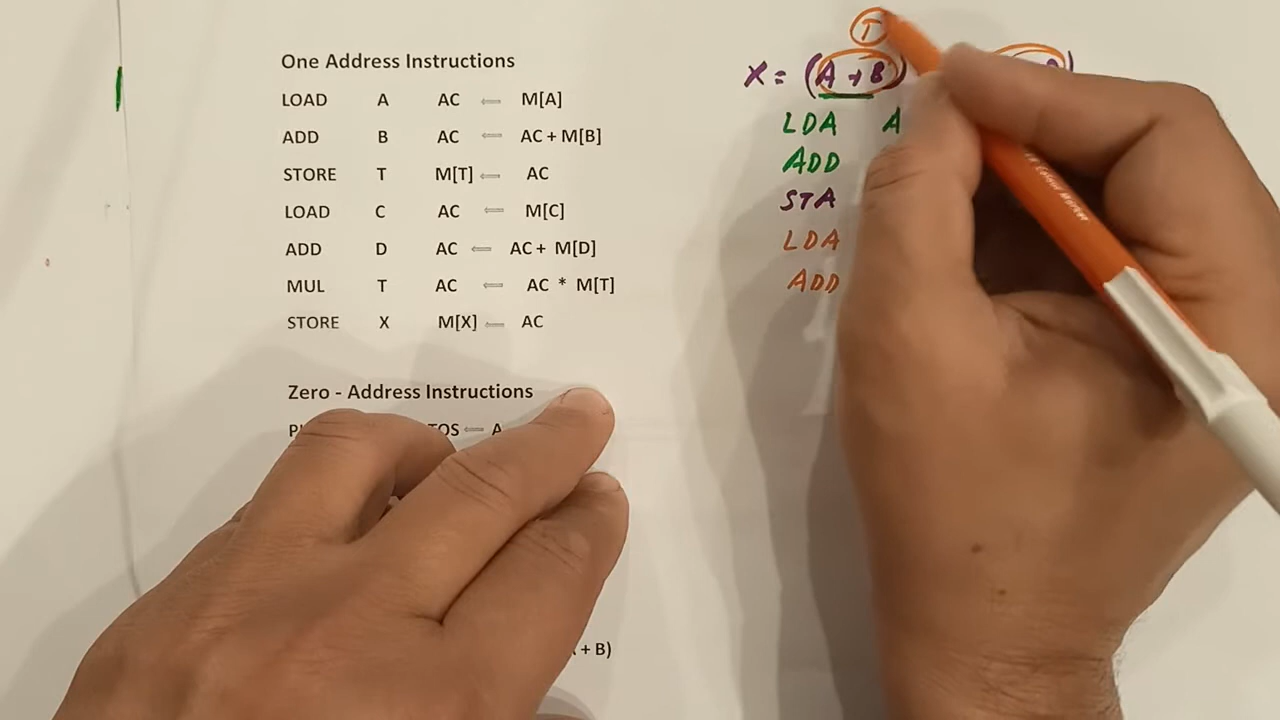 One Address Instructions
LOAD A AC ⇐ M[A]
ADD B AC ⇐ AC + M[B]
STORE T M[T] ⇐ AC
LOAD C AC ⇐ M[C]
ADD D AC ⇐ AC + M[D]
MUL T AC ⇐ AC * M[T]
STORE X M[X] ⇐ AC
Zero - Address Instructions
TOS ⇐ A
+ B)
T
X = (A + B)
)
LDA A
ADD
STA
LDA
ADD